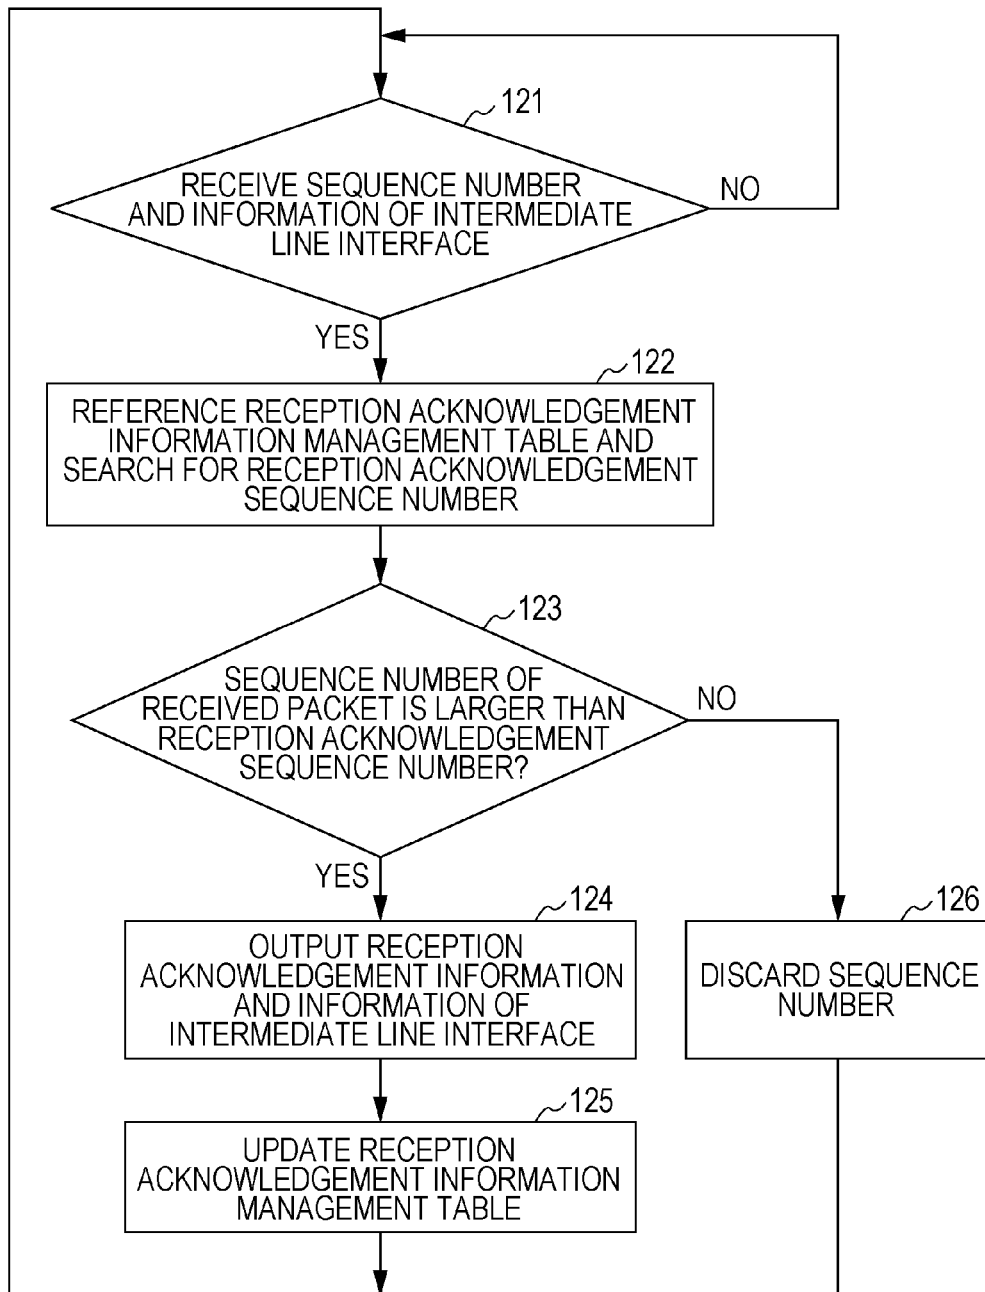 121
RECEIVE SEQUENCE NUMBER
AND INFORMATION OF INTERMEDIATE
LINE INTERFACE
NO
YES
122
REFERENCE RECEPTION ACKNOWLEDGEMENT
INFORMATION MANAGEMENT TABLE AND
SEARCH FOR RECEPTION ACKNOWLEDGEMENT
SEQUENCE NUMBER
123
SEQUENCE NUMBER OF
RECEIVED PACKET IS LARGER THAN
RECEPTION ACKNOWLEDGEMENT
SEQUENCE NUMBER?
NO
YES
124
OUTPUT RECEPTION
ACKNOWLEDGEMENT INFORMATION
AND INFORMATION OF
INTERMEDIATE LINE INTERFACE
126
DISCARD SEQUENCE
NUMBER
125
UPDATE RECEPTION
ACKNOWLEDGEMENT INFORMATION
MANAGEMENT TABLE